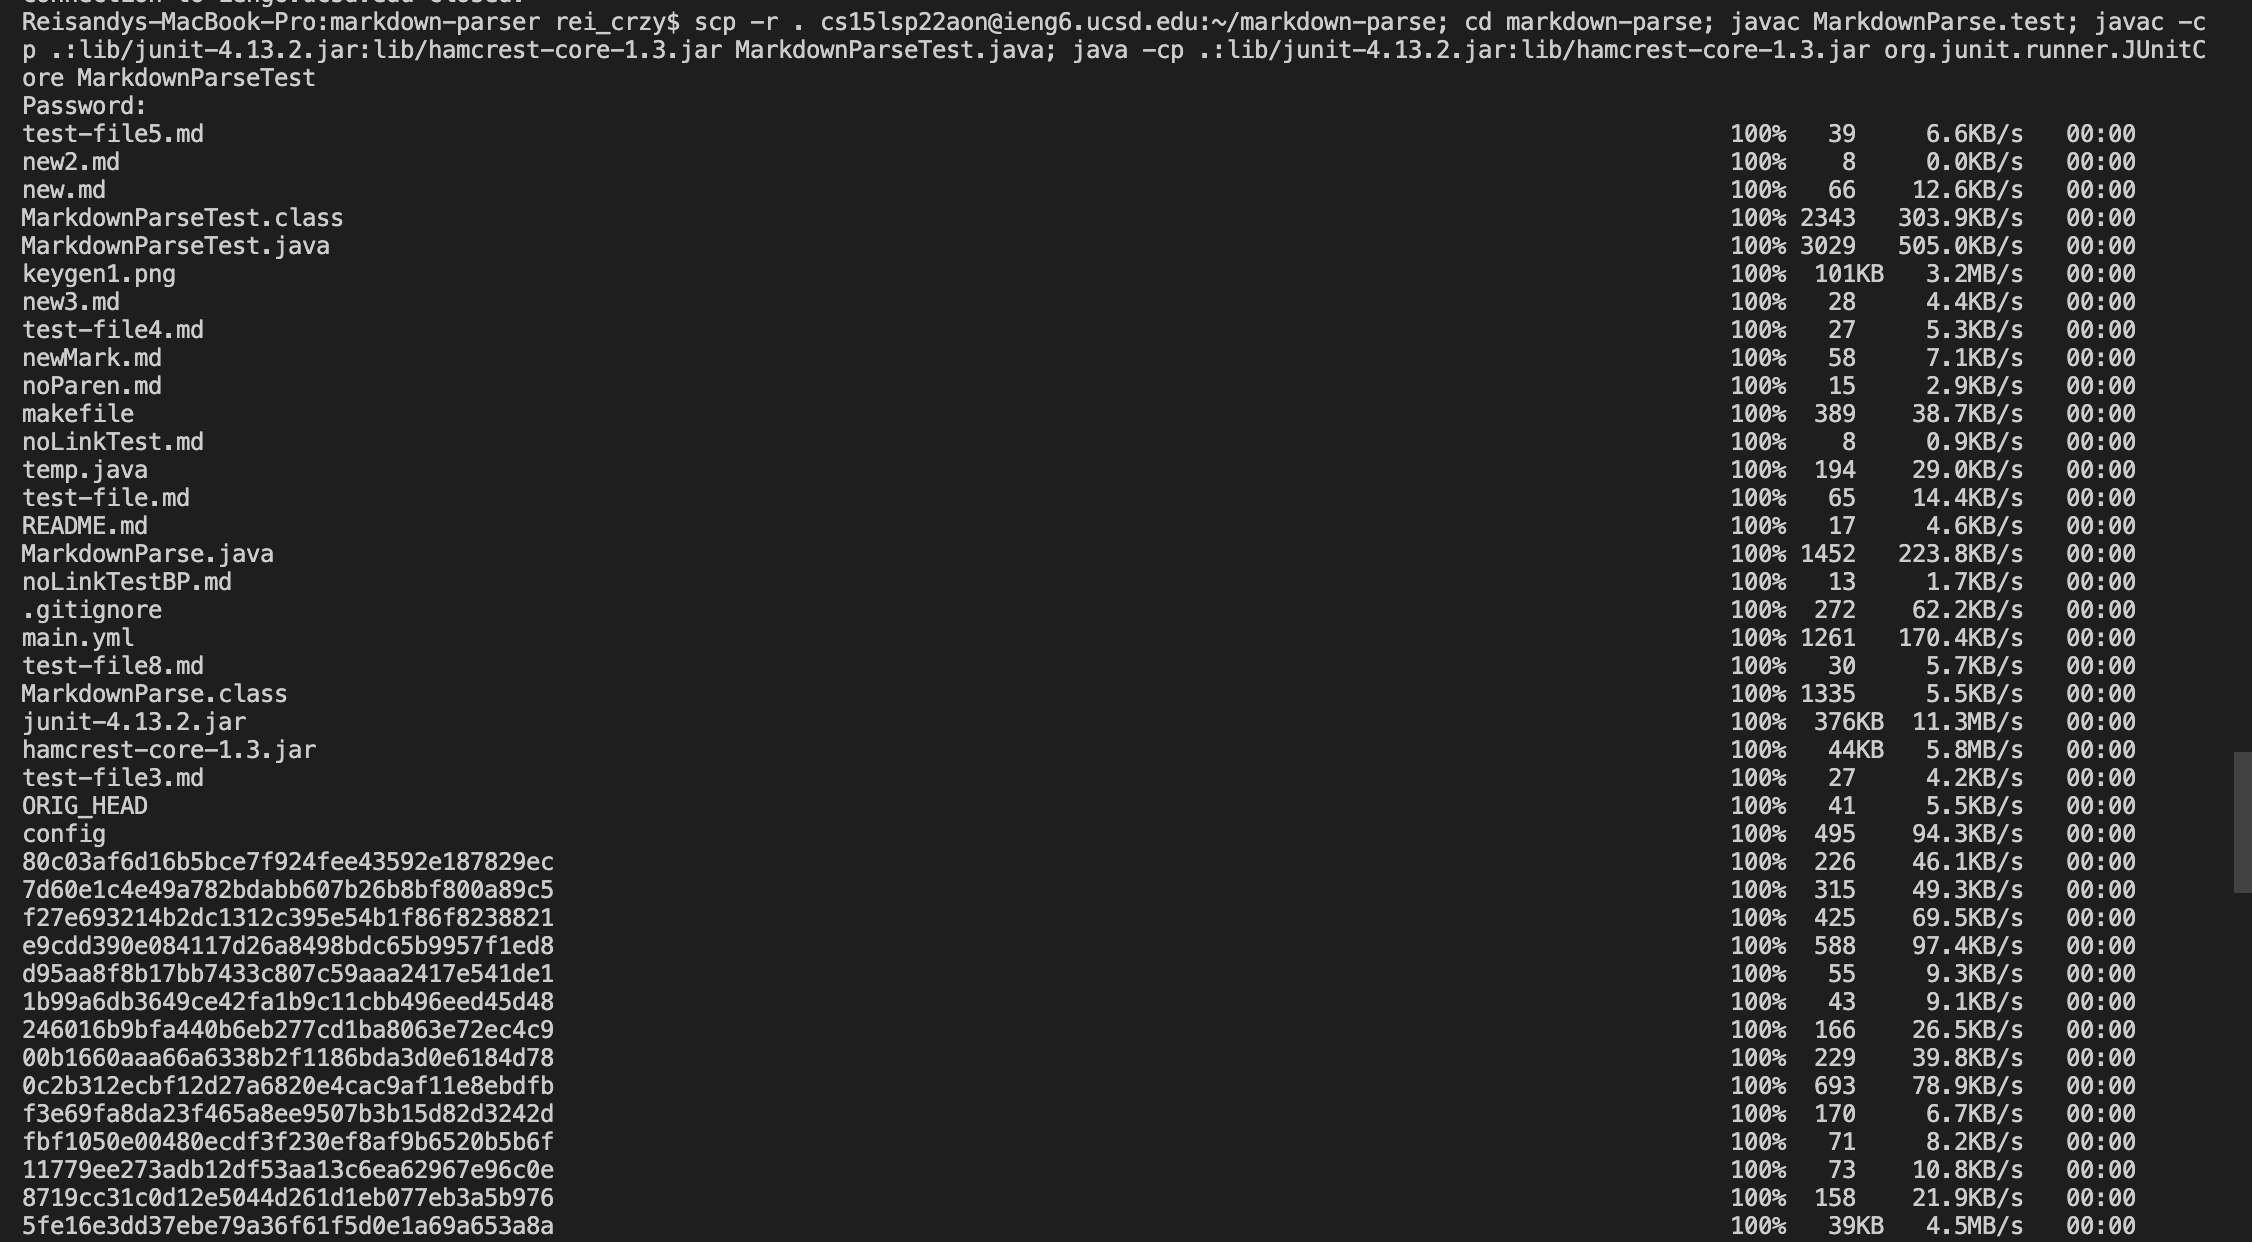 Reisandys-MacBook-Pro:markdown-parser rei_crzy$ scp -r . cs15lsp22aon@ieng6.ucsd.edu:~/markdown-parse; cd markdown-parse; javac MarkdownParse.test; javac -c
p .:lib/junit-4.13.2.jar:lib/hamcrest-core-1.3.jar MarkdownParseTest.java; java -cp .:lib/junit-4.13.2.jar:lib/hamcrest-core-1.3.jar org.junit.runner.JUnitC
ore MarkdownParseTest
Password:
test-file5.md 100% 39 6.6KB/s 00:00
new2.md 100% 8 0.0KB/s 00:00
new.md 100% 66 12.6KB/s 00:00
MarkdownParseTest.class 100% 2343 303.9KB/s 00:00
MarkdownParseTest.java 100% 3029 505.0KB/s 00:00
keygen1.png 100% 101KB 3.2MB/s 00:00
new3.md 100% 28 4.4KB/s 00:00
test-file4.md 100% 27 5.3KB/s 00:00
newMark.md 100% 58 7.1KB/s 00:00
noParen.md 100% 15 2.9KB/s 00:00
makefile 100% 389 38.7KB/s 00:00
noLinkTest.md 100% 8 0.9KB/s 00:00
temp.java 100% 194 29.0KB/s 00:00
test-file.md 100% 65 14.4KB/s 00:00
README.md 100% 17 4.6KB/s 00:00
MarkdownParse.java 100% 1452 223.8KB/s 00:00
noLinkTestBP.md 100% 13 1.7KB/s 00:00
.gitignore 100% 272 62.2KB/s 00:00
main.yml 100% 1261 170.4KB/s 00:00
test-file8.md 100% 30 5.7KB/s 00:00
MarkdownParse.class 100% 1335 5.5KB/s 00:00
junit-4.13.2.jar 100% 376KB 11.3MB/s 00:00
hamcrest-core-1.3.jar 100% 44KB 5.8MB/s 00:00
test-file3.md 100% 27 4.2KB/s 00:00
ORIG_HEAD 100% 41 5.5KB/s 00:00
config 100% 495 94.3KB/s 00:00
80c03af6d16b5bce7f924fee43592e187829ec 100% 226 46.1KB/s 00:00
7d60e1c4e49a782bdabb607b26b8bf800a89c5 100% 315 49.3KB/s 00:00
f27e693214b2dc1312c395e54b1f86f8238821 100% 425 69.5KB/s 00:00
e9cdd390e084117d26a8498bdc65b9957f1ed8 100% 588 97.4KB/s 00:00
d95aa8f8b17bb7433c807c59aaa2417e541de1 100% 55 9.3KB/s 00:00
1b99a6db3649ce42fa1b9c11cbb496eed45d48 100% 43 9.1KB/s 00:00
246016b9bfa440b6eb277cd1ba8063e72ec4c9 100% 166 26.5KB/s 00:00
00b1660aaa66a6338b2f1186bda3d0e6184d78 100% 229 39.8KB/s 00:00
0c2b312ecbf12d27a6820e4cac9af11e8ebdfb 100% 693 78.9KB/s 00:00
f3e69fa8da23f465a8ee9507b3b15d82d3242d 100% 170 6.7KB/s 00:00
fbf1050e00480ecdf3f230ef8af9b6520b5b6f 100% 71 8.2KB/s 00:00
11779ee273adb12df53aa13c6ea62967e96c0e 100% 73 10.8KB/s 00:00
8719cc31c0d12e5044d261d1eb077eb3a5b976 100% 158 21.9KB/s 00:00
5fe16e3dd37ebe79a36f61f5d0e1a69a653a8a 100% 39KB 4.5MB/s 00:00